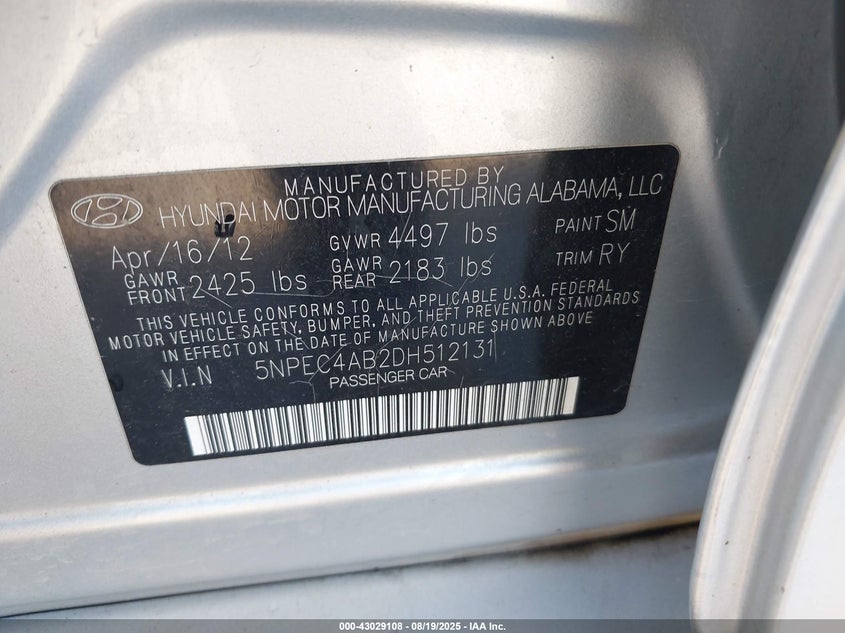 MANUFACTURED BY
HYUNDAI MOTOR MANUFACTURING ALABAMA, LLC
Apr/16/12 GVWR 4497 lbs PAINT SM
GAWR FRONT 2425 lbs GAWR REAR 2183 lbs TRIM RY
THIS VEHICLE CONFORMS TO ALL APPLICABLE U.S.A. FEDERAL
MOTOR VEHICLE SAFETY, BUMPER, AND THEFT PREVENTION STANDARDS
IN EFFECT ON THE DATE OF MANUFACTURE SHOWN ABOVE
V.I.N 5NPEC4AB2DH512131
PASSENGER CAR
000-43029108 - 08/19/2025 - IAA Inc.